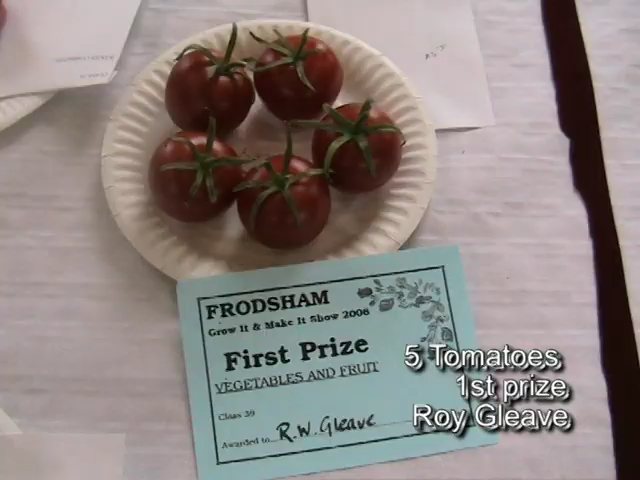 FRODSHAM
Grow It & Make It Show 2008
First Prize
VEGETABLES AND FRUIT
Class 39
Awarded to R.W. Gleave
5 Tomatoes
1st prize
Roy Gleave